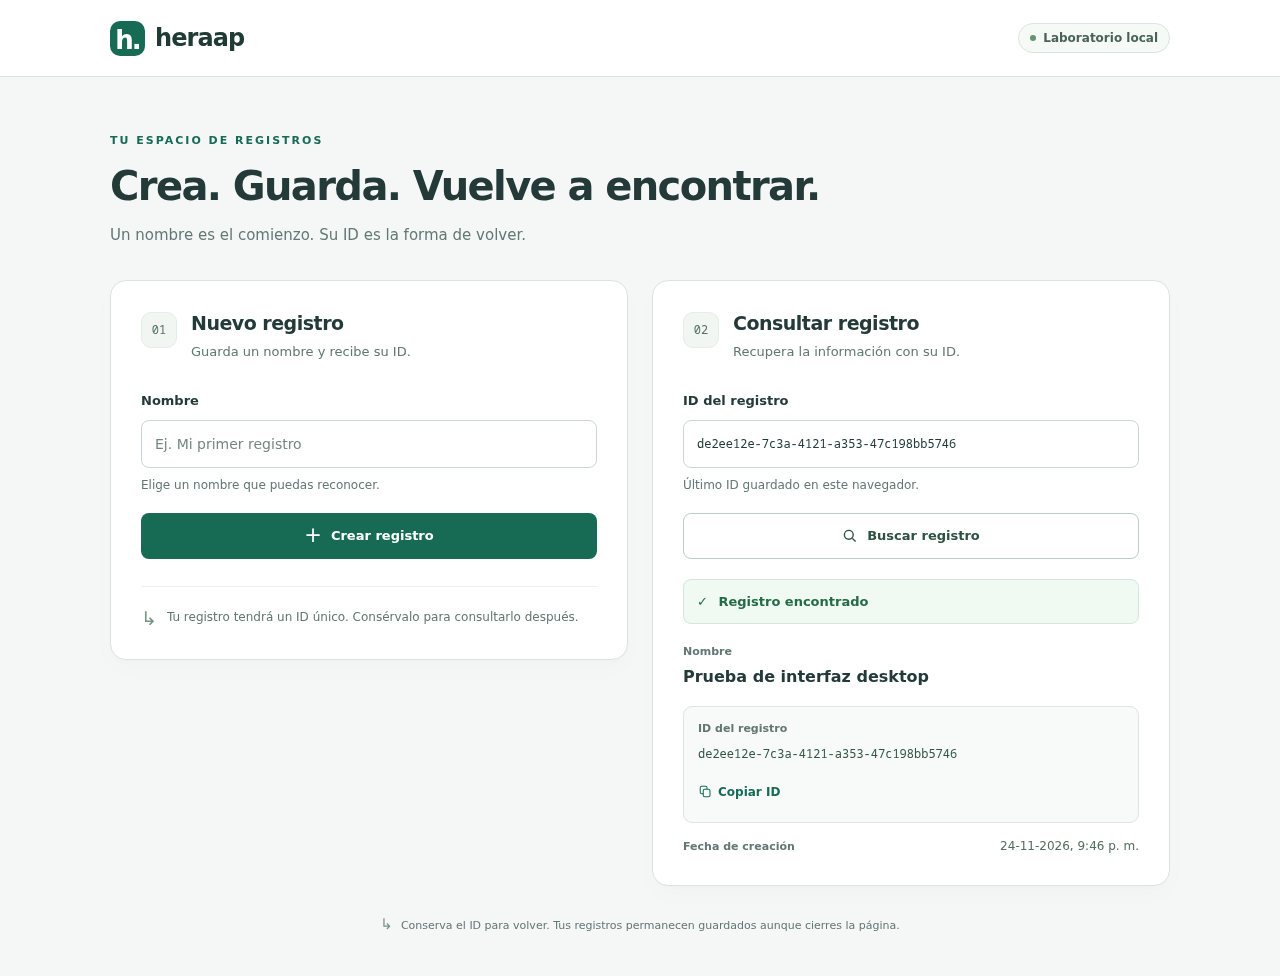 h. heraap
Laboratorio local
TU ESPACIO DE REGISTROS
Crea. Guarda. Vuelve a encontrar.
Un nombre es el comienzo. Su ID es la forma de volver.
01
Nuevo registro
Guarda un nombre y recibe su ID.
Nombre
Ej. Mi primer registro
Elige un nombre que puedas reconocer.
+ Crear registro
↳ Tu registro tendrá un ID único. Consérvalo para consultarlo después.
02
Consultar registro
Recupera la información con su ID.
ID del registro
de2ee12e-7c3a-4121-a353-47c198bb5746
Último ID guardado en este navegador.
Buscar registro
✓ Registro encontrado
Nombre
Prueba de interfaz desktop
ID del registro
de2ee12e-7c3a-4121-a353-47c198bb5746
Copiar ID
Fecha de creación 24-11-2026, 9:46 p. m.
↳ Conserva el ID para volver. Tus registros permanecen guardados aunque cierres la página.